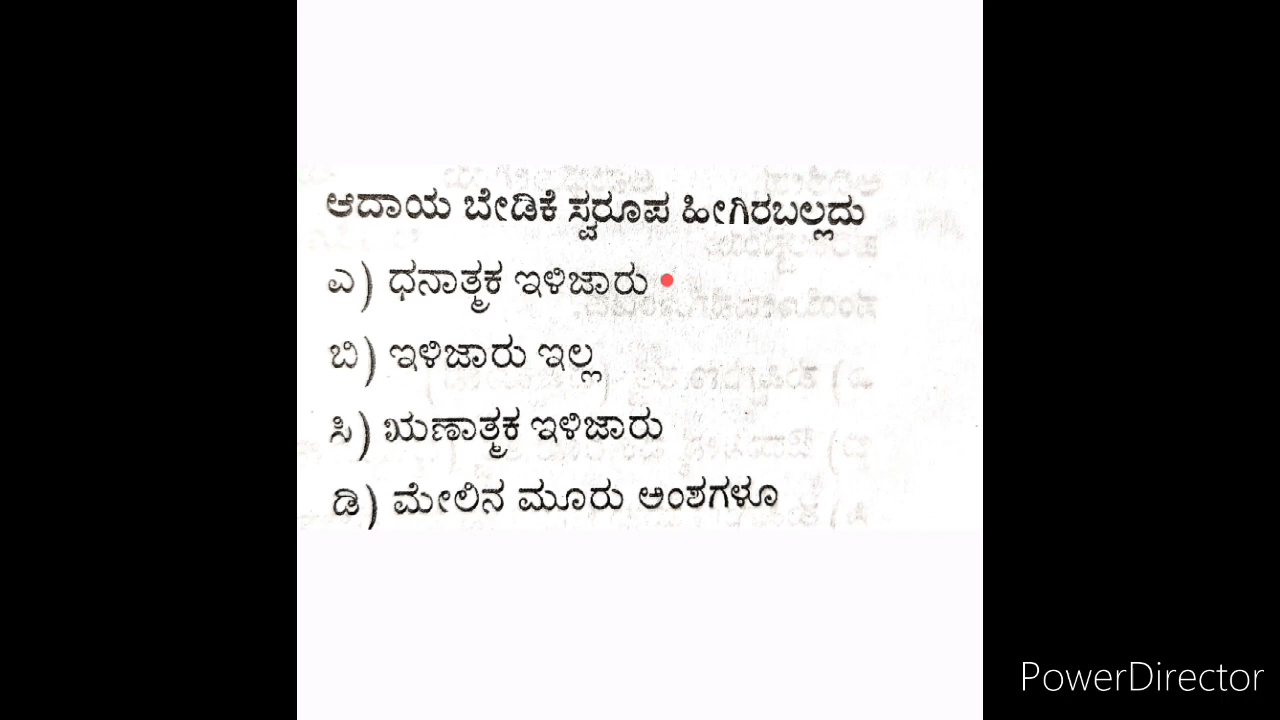 ಆದಾಯ ಬೇಡಿಕೆ ಸ್ವರೂಪ ಹೀಗಿರಬಲ್ಲದು
ಎ) ಧನಾತ್ಮಕ ಇಳಿಜಾರು
ಬಿ) ಇಳಿಜಾರು ಇಲ್ಲ
ಸಿ) ಋಣಾತ್ಮಕ ಇಳಿಜಾರು
ಡಿ) ಮೇಲಿನ ಮೂರು ಅಂಶಗಳೂ
PowerDirector